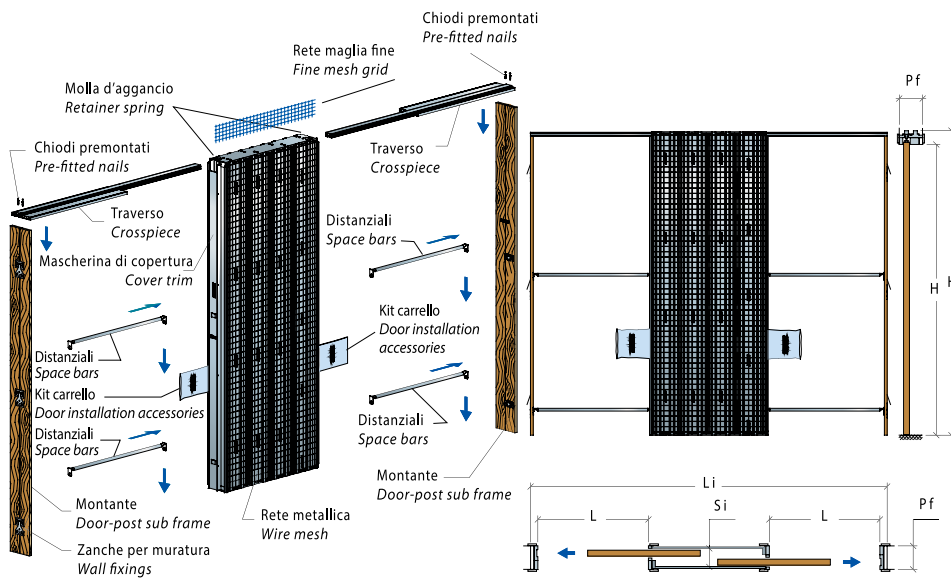 Chiodi premontati
Pre-fitted nails
Rete maglia fine
Fine mesh grid
Molla d'aggancio
Retainer spring
Chiodi premontati
Pre-fitted nails
Traverso
Crosspiece
Traverso
Crosspiece
Mascherina di copertura
Cover trim
Distanziali
Space bars
Kit carrello
Door installation
accessories
Distanziali
Space bars
Kit carrello
Door installation accessories
Distanziali
Space bars
Distanziali
Space bars
Montante
Door-post sub frame
Montante
Door-post sub frame
Rete metallica
Wire mesh
Zanche per muratura
Wall fixings
Pf
H
Li
L
Si
L
Pf